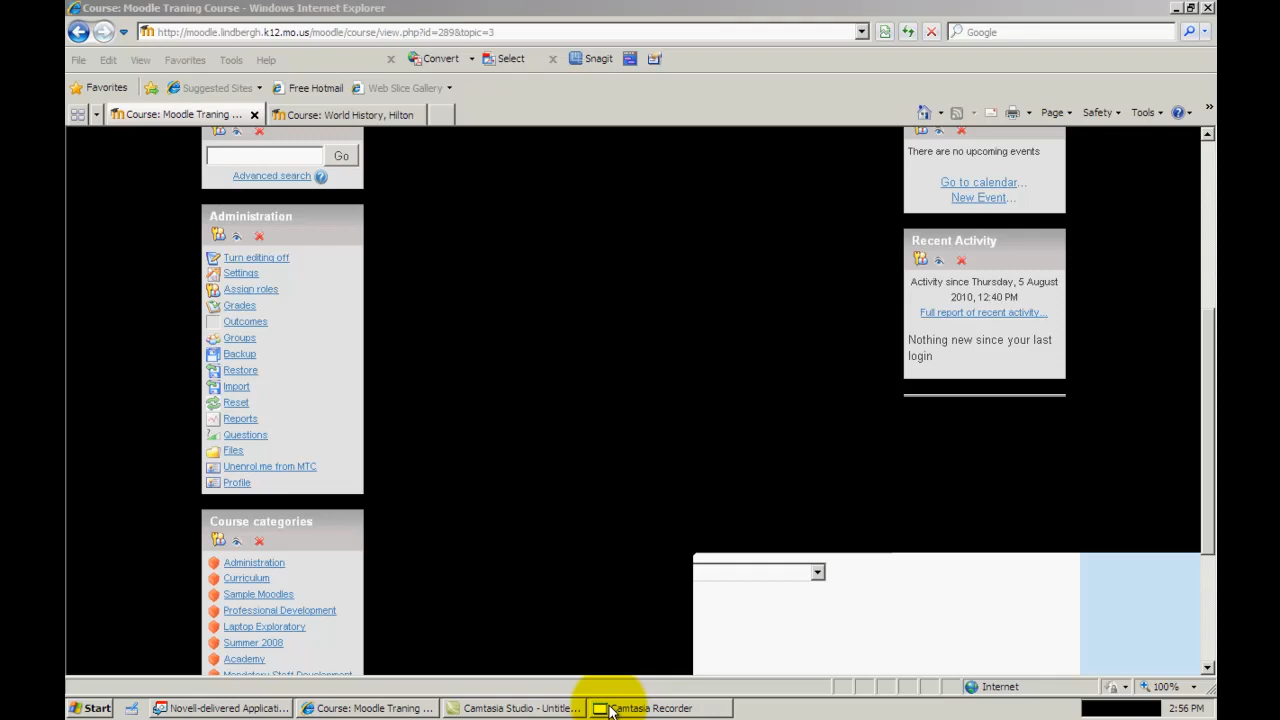 Course: Moodle Traning Course - Windows Internet Explorer
http://moodle.lindbergh.k12.mo.us/moodle/course/view.php?id=289&topic=3
Google
File Edit View Favorites Tools Help
x Convert Select x Snagit
Favorites Suggested Sites Free Hotmail Web Slice Gallery
Course: Moodle Traning ... Course: World History, Hilton
Page Safety Tools
Go
Advanced search
Administration
Turn editing off
Settings
Assign roles
Grades
Outcomes
Groups
Backup
Restore
Import
Reset
Reports
Questions
Files
Unenrol me from MTC
Profile
Course categories
Administration
Curriculum
Sample Moodles
Professional Development
Laptop Exploratory
Summer 2008
Academy
Mandatory Staff Development
There are no upcoming events
Go to calendar...
New Event...
Recent Activity
Activity since Thursday, 5 August
2010, 12:40 PM
Full report of recent activity...
Nothing new since your last
login
Internet 100%
Start Novell-delivered Applicati... Course: Moodle Traning ... Camtasia Studio - Untitle... Camtasia Recorder 2:56 PM